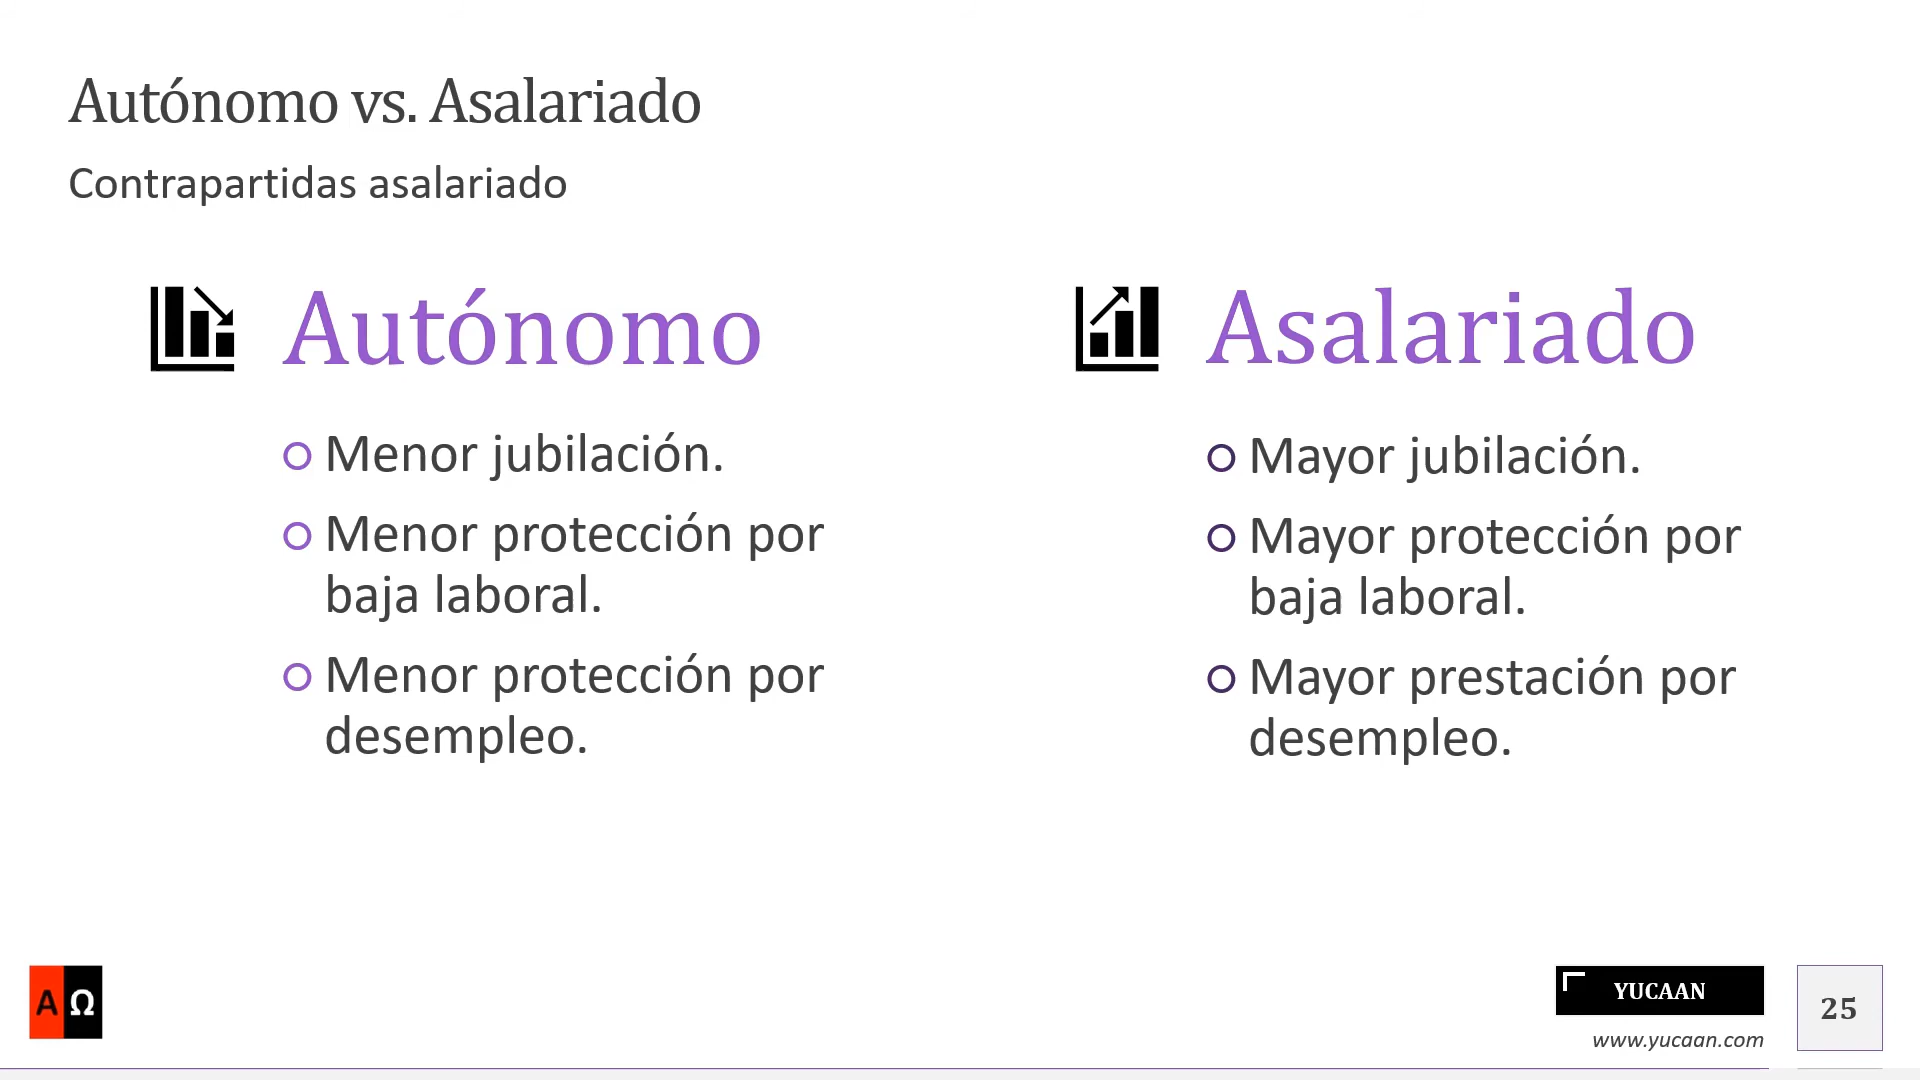 Autónomo vs. Asalariado
Contrapartidas asalariado
Autónomo
Menor jubilación.
Menor protección por
baja laboral.
Menor protección por
desempleo.
Asalariado
Mayor jubilación.
Mayor protección por
baja laboral.
Mayor prestación por
desempleo.
AΩ
YUCAAN
www.yucaan.com
25